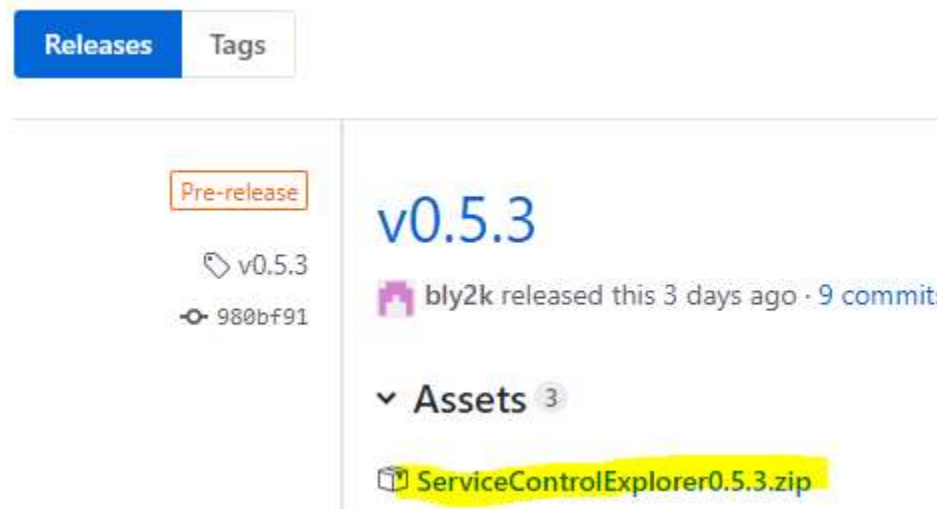 Releases Tags
Pre-release
v0.5.3
980bf91
v0.5.3
bly2k released this 3 days ago · 9 commits
Assets 3
ServiceControlExplorer0.5.3.zip